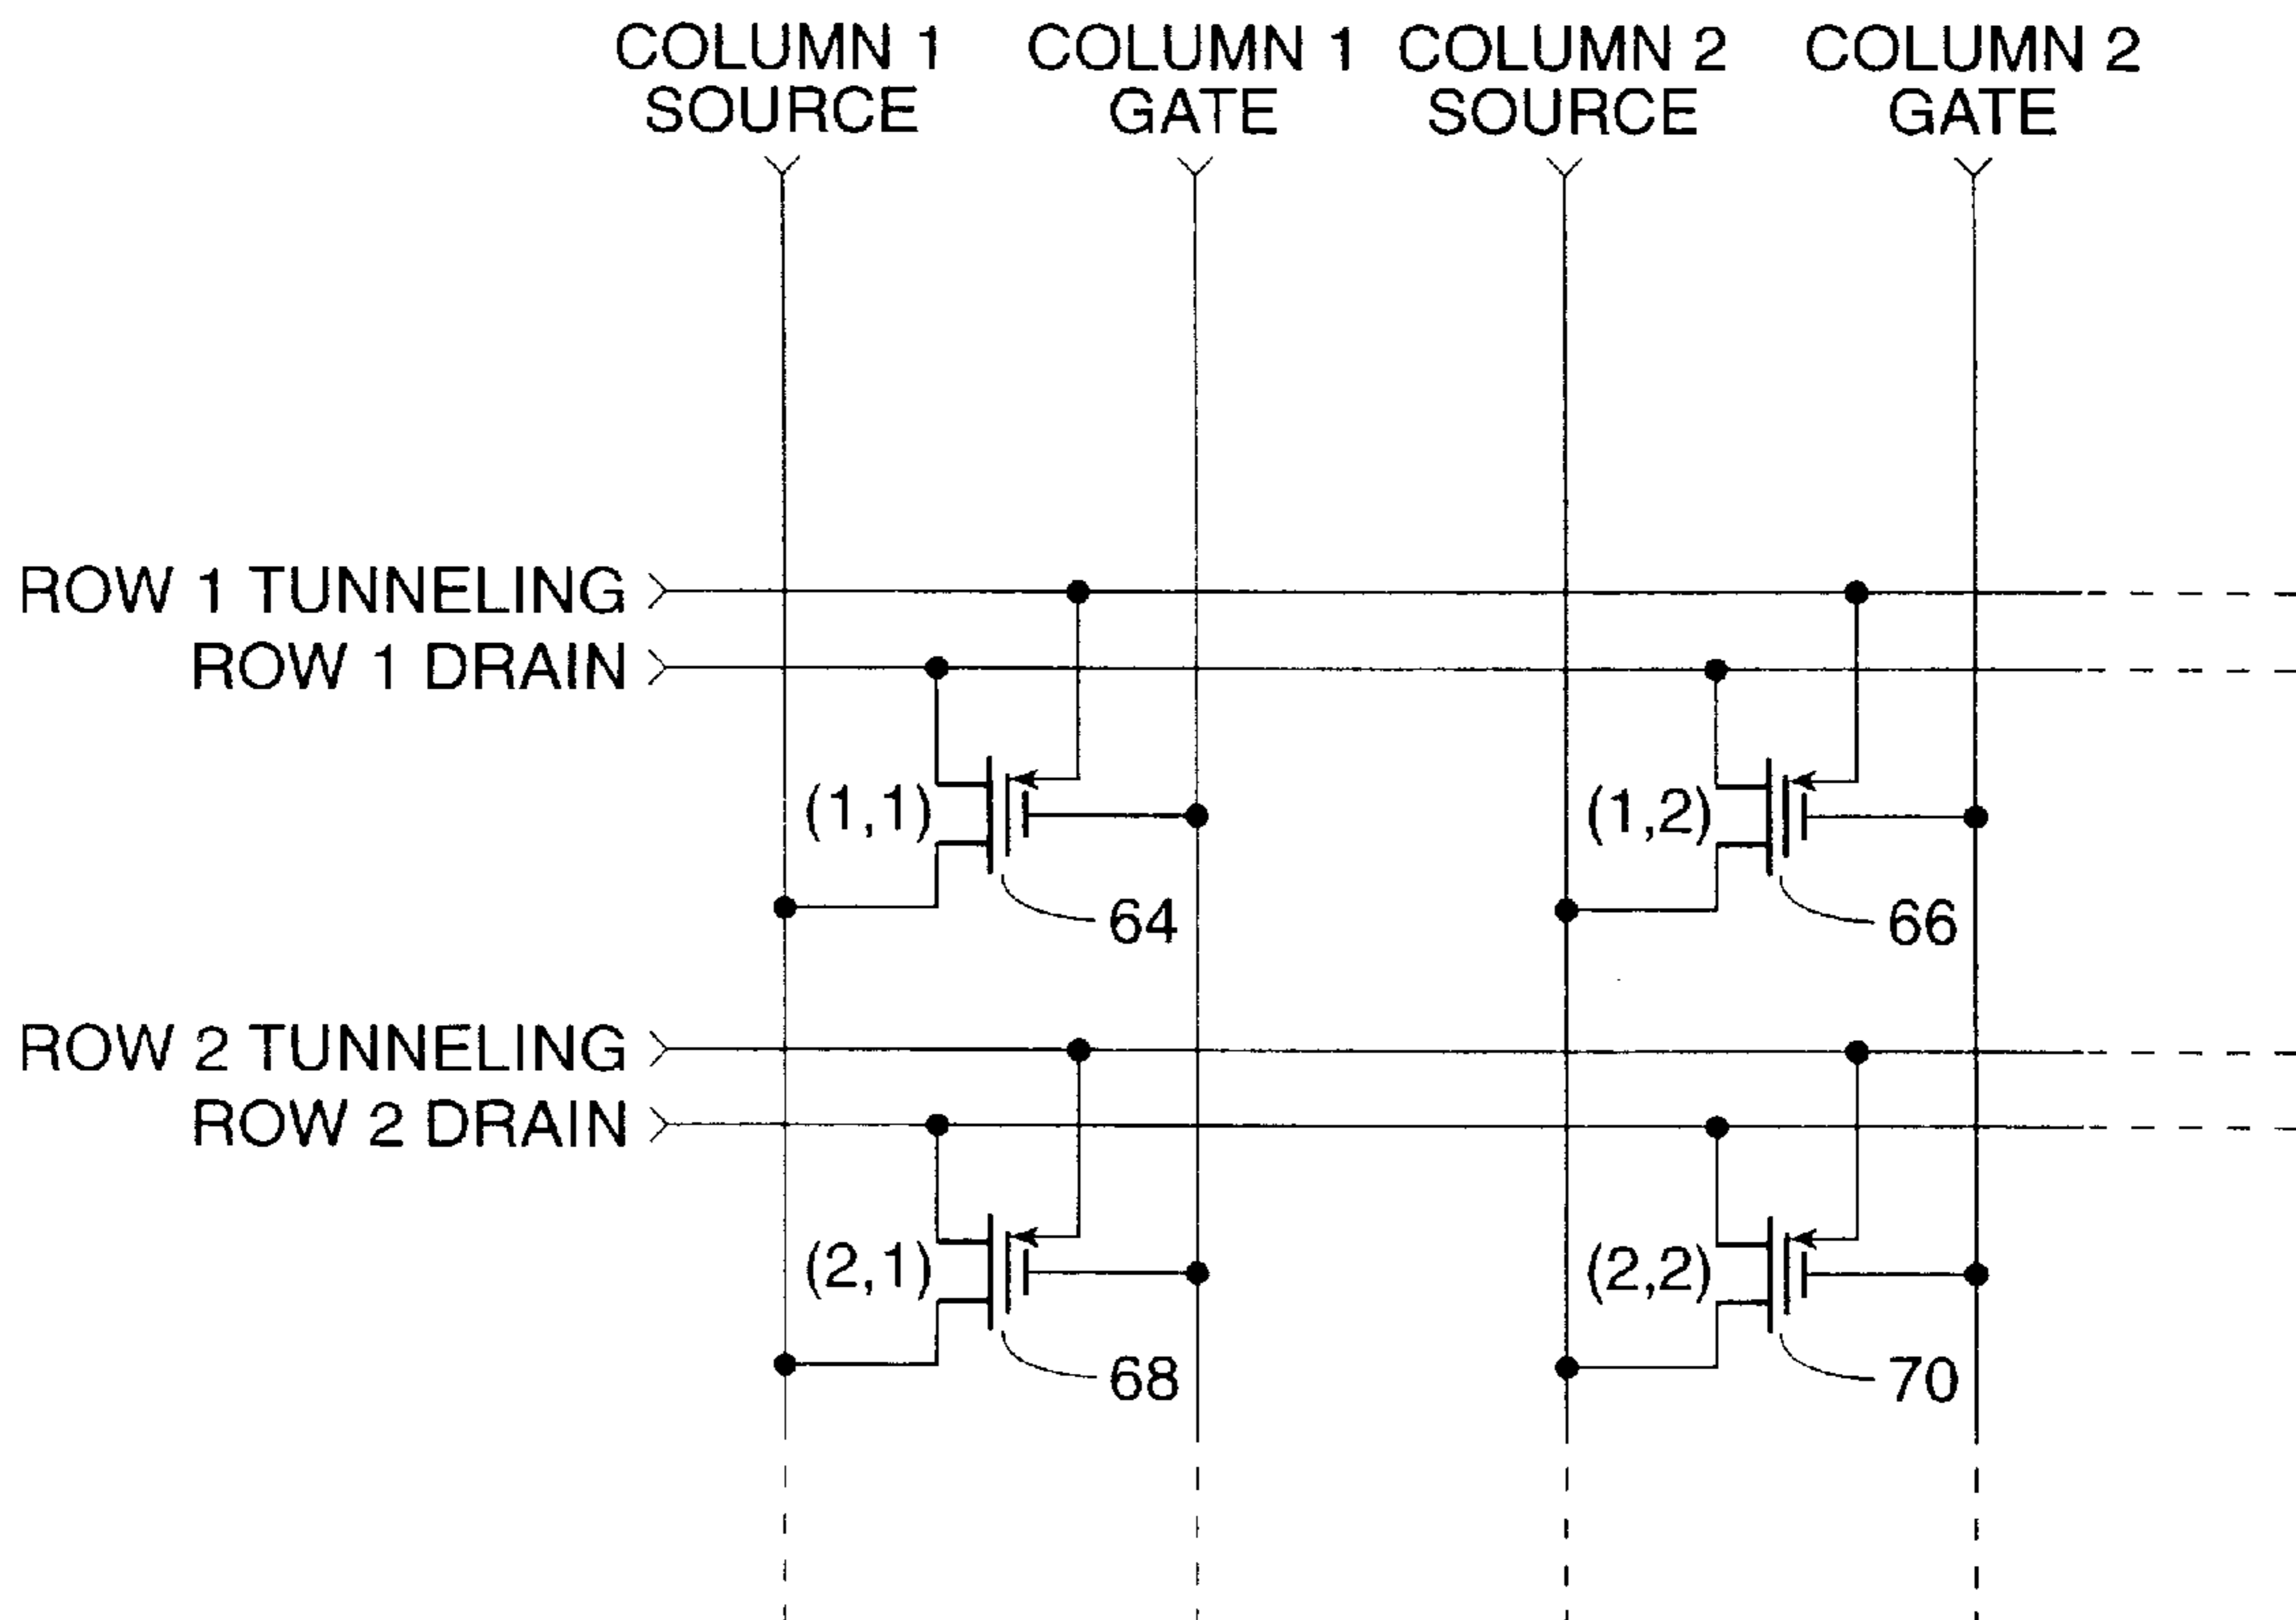 COLUMN 1 SOURCE
COLUMN 1 GATE
COLUMN 2 SOURCE
COLUMN 2 GATE
ROW 1 TUNNELING
ROW 1 DRAIN
(1,1)
64
(1,2)
66
ROW 2 TUNNELING
ROW 2 DRAIN
(2,1)
68
(2,2)
70